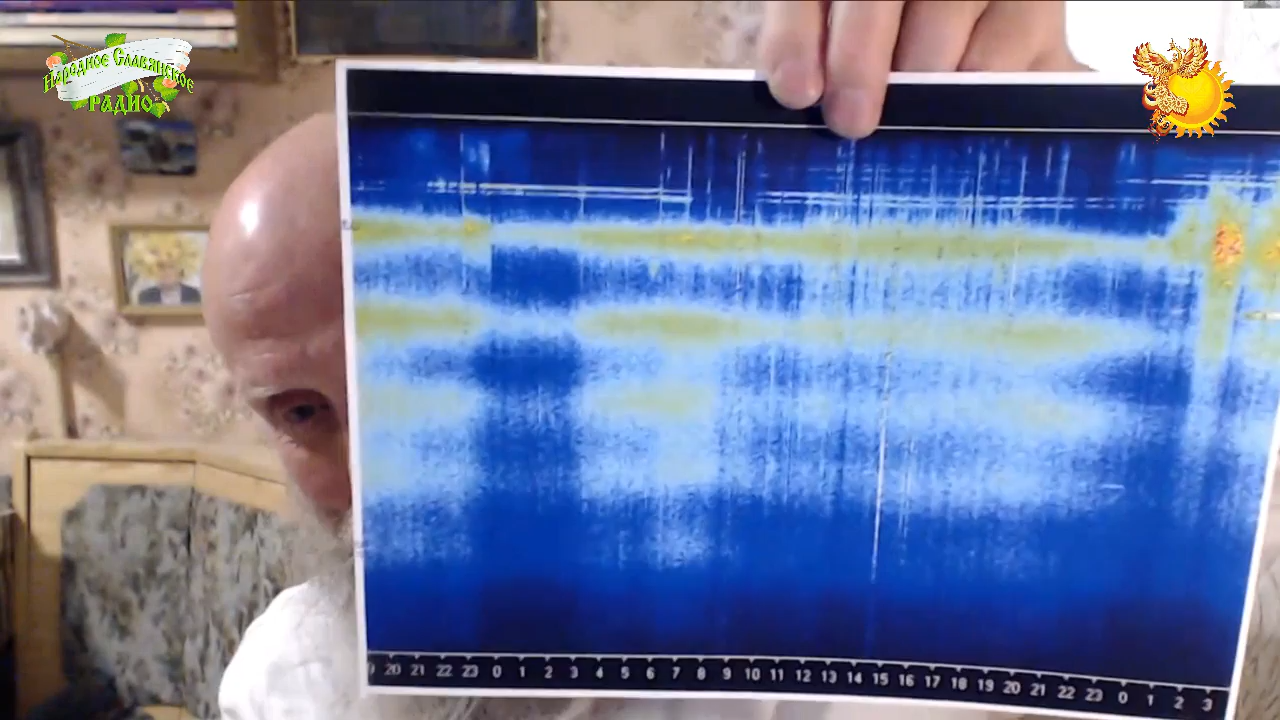 Народное Славянское
РАДИО
20 21 22 23 0 1 2 3 4 5 6 7 8 9 10 11 12 13 14 15 16 17 18 19 20 21 22 23 0 1 2 3